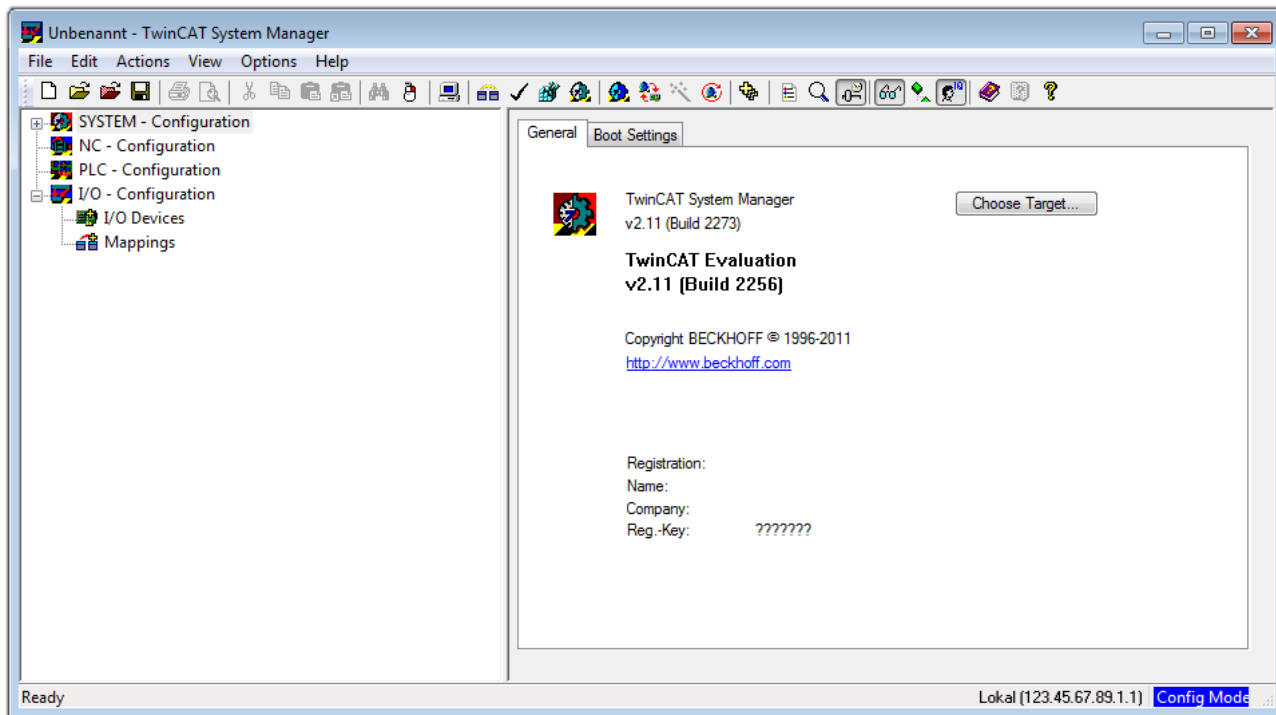 Unbenannt - TwinCAT System Manager
File Edit Actions View Options Help
SYSTEM - Configuration
NC - Configuration
PLC - Configuration
I/O - Configuration
I/O Devices
Mappings
General Boot Settings
TwinCAT System Manager
v2.11 (Build 2273)
Choose Target...
TwinCAT Evaluation
v2.11 (Build 2256)
Copyright BECKHOFF © 1996-2011
http://www.beckhoff.com
Registration:
Name:
Company:
Reg.-Key: ???????
Ready Lokal (123.45.67.89.1.1) Config Mode